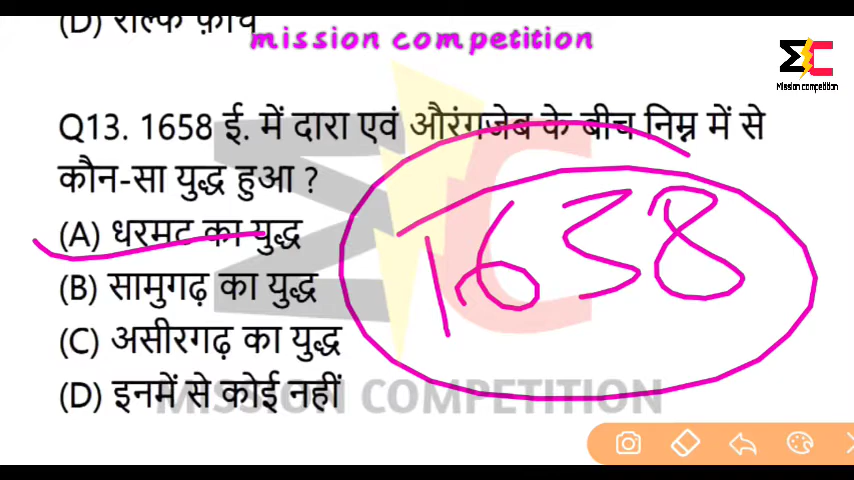 (D) राल्फ फ़ीच
mission competition
Mission competition
Q13. 1658 ई. में दारा एवं औरंगजेब के बीच निम्न में से
कौन-सा युद्ध हुआ ?
(A) धरमट का युद्ध
(B) सामुगढ़ का युद्ध
(C) असीरगढ़ का युद्ध
(D) इनमें से कोई नहीं
1638
MISSION COMPETITION